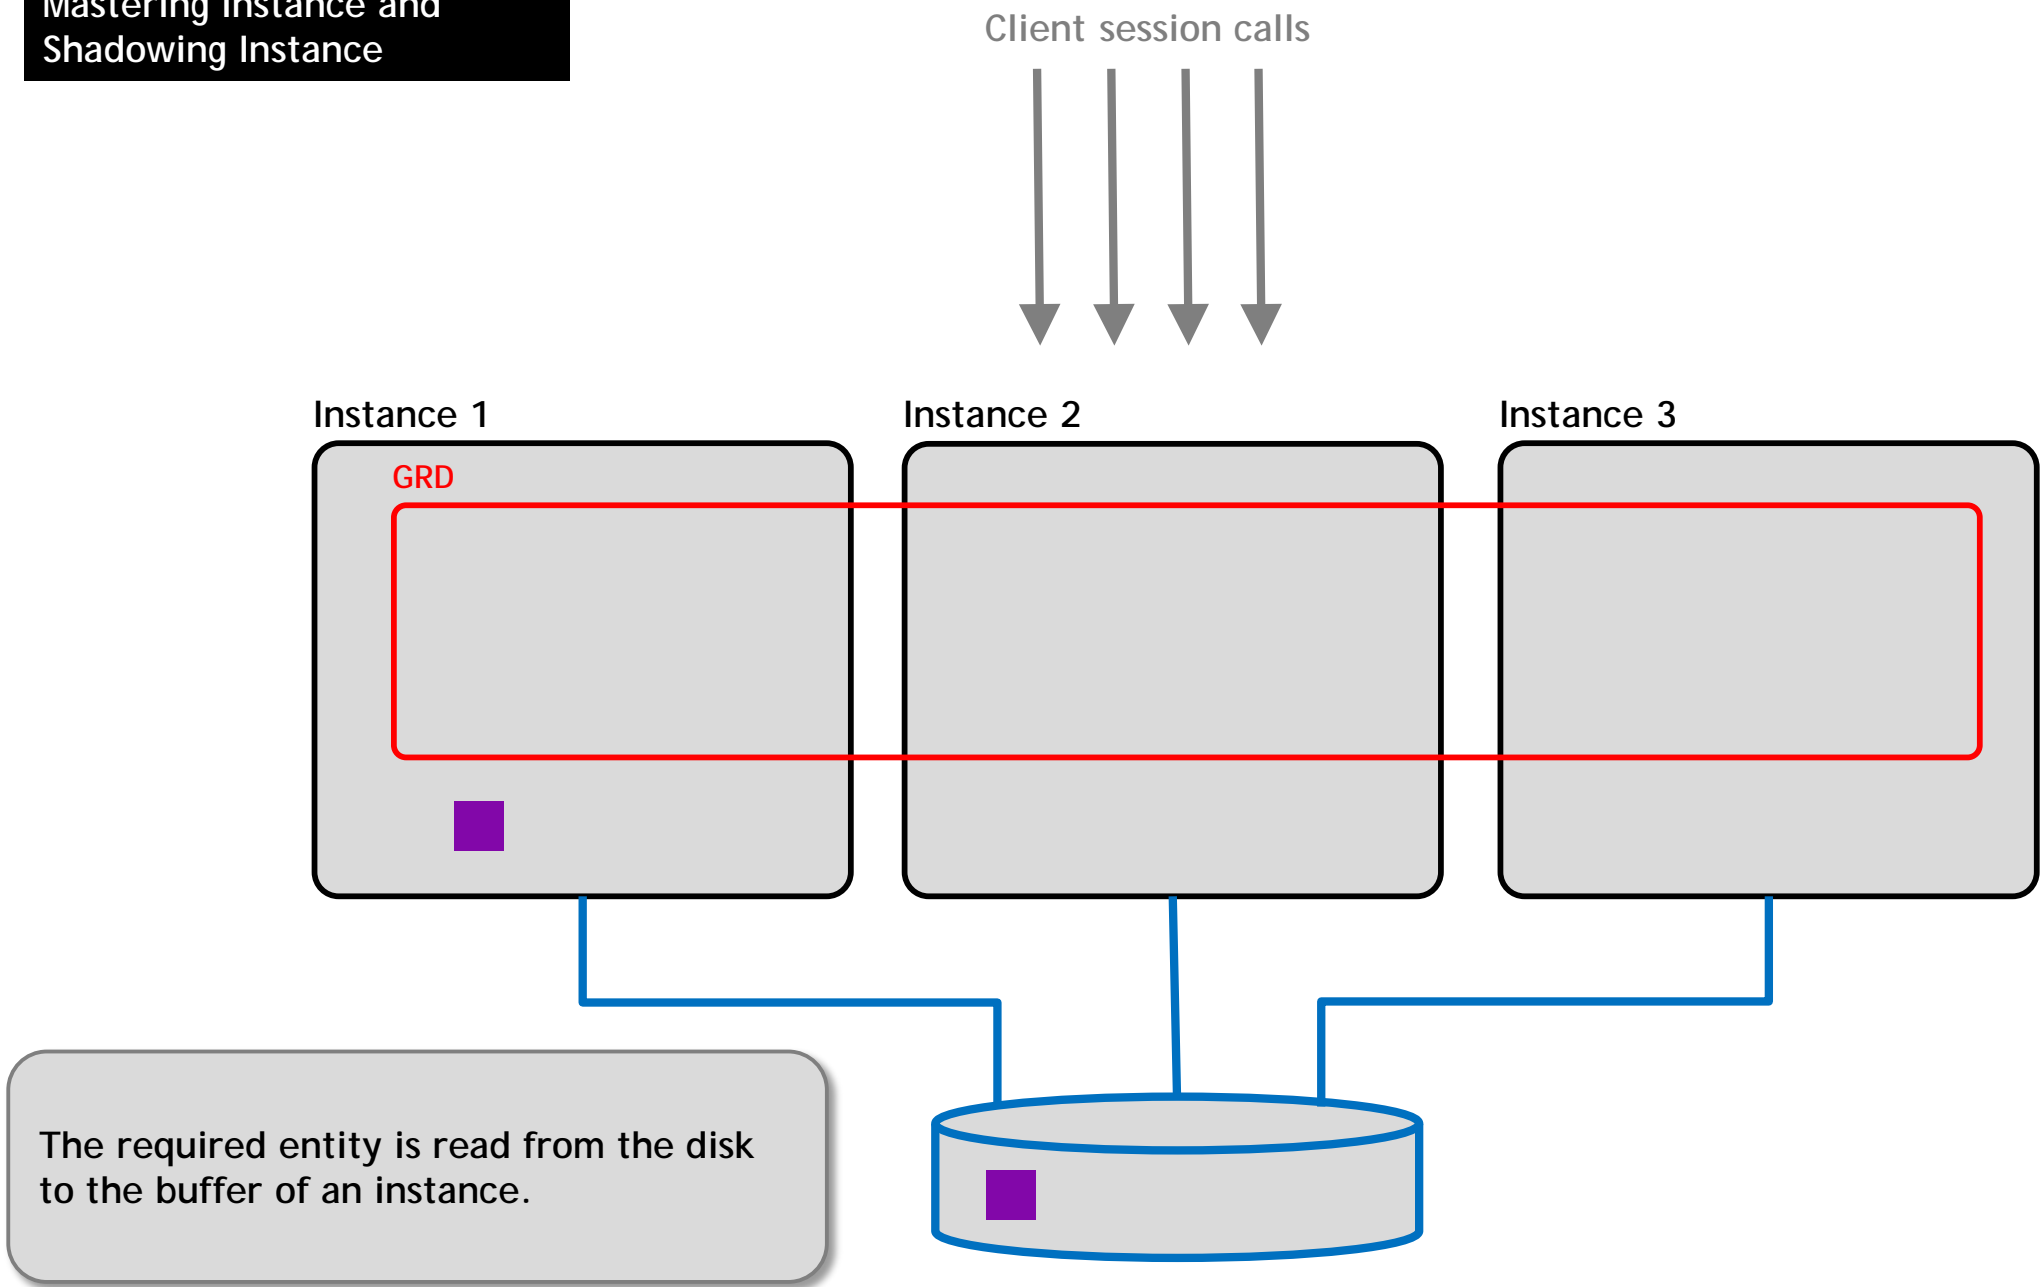 Mastering Instance and
Shadowing Instance
Client session calls
Instance 1
Instance 2
Instance 3
GRD
The required entity is read from the disk
to the buffer of an instance.